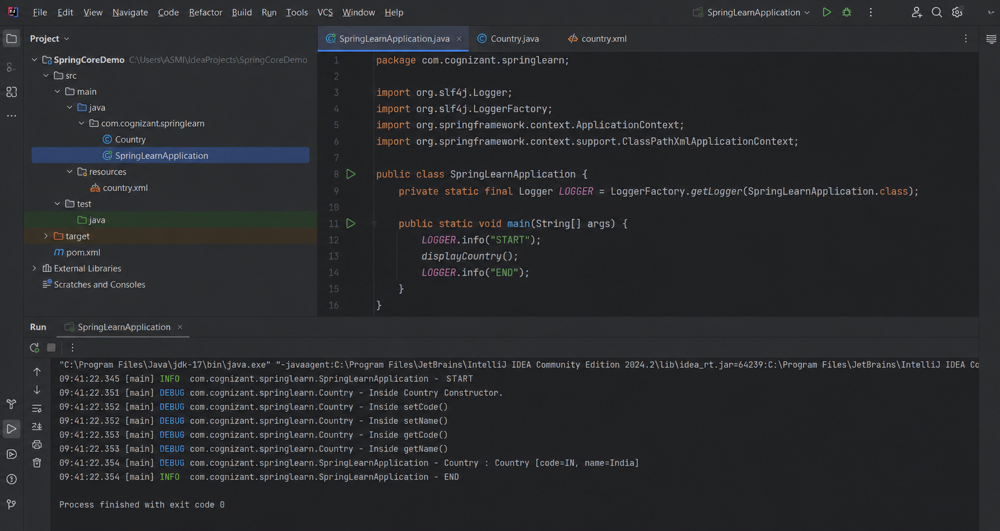 File Edit View Navigate Code Refactor Build Run Tools VCS Window Help SpringLearnApplication
Project
SpringCoreDemo C:\Users\ASMI\IdeaProjects\SpringCoreDemo
src
main
java
com.cognizant.springlearn
Country
SpringLearnApplication
resources
country.xml
test
java
target
pom.xml
External Libraries
Scratches and Consoles
SpringLearnApplication.java Country.java country.xml
1 package com.cognizant.springlearn;
2
3 import org.slf4j.Logger;
4 import org.slf4j.LoggerFactory;
5 import org.springframework.context.ApplicationContext;
6 import org.springframework.context.support.ClassPathXmlApplicationContext;
7
8 public class SpringLearnApplication {
9 private static final Logger LOGGER = LoggerFactory.getLogger(SpringLearnApplication.class);
10
11 public static void main(String[] args) {
12 LOGGER.info("START");
13 displayCountry();
14 LOGGER.info("END");
15 }
16 }
Run SpringLearnApplication
"C:\Program Files\Java\jdk-17\bin\java.exe" "-javaagent:C:\Program Files\JetBrains\IntelliJ IDEA Community Edition 2024.2\lib\idea_rt.jar=64239:C:\Program Files\JetBrains\IntelliJ IDEA Co
09:41:22.345 [main] INFO com.cognizant.springlearn.SpringLearnApplication - START
09:41:22.351 [main] DEBUG com.cognizant.springlearn.Country - Inside Country Constructor.
09:41:22.352 [main] DEBUG com.cognizant.springlearn.Country - Inside setCode()
09:41:22.352 [main] DEBUG com.cognizant.springlearn.Country - Inside setName()
09:41:22.353 [main] DEBUG com.cognizant.springlearn.Country - Inside getCode()
09:41:22.353 [main] DEBUG com.cognizant.springlearn.Country - Inside getName()
09:41:22.354 [main] DEBUG com.cognizant.springlearn.SpringLearnApplication - Country : Country [code=IN, name=India]
09:41:22.354 [main] INFO com.cognizant.springlearn.SpringLearnApplication - END
Process finished with exit code 0